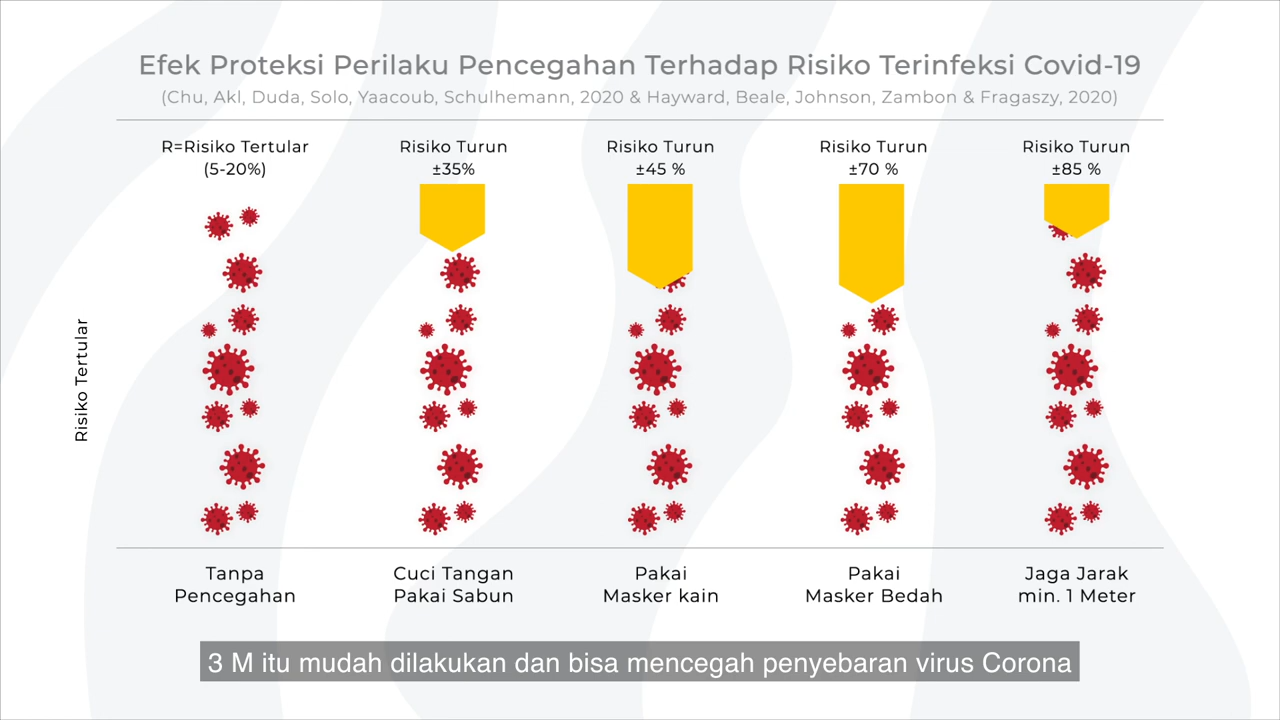 Efek Proteksi Perilaku Pencegahan Terhadap Risiko Terinfeksi Covid-19
(Chu, Akl, Duda, Solo, Yaacoub, Schulhemann, 2020 & Hayward, Beale, Johnson, Zambon & Fragaszy, 2020)
R=Risiko Tertular
(5-20%)
Risiko Turun
±35%
Risiko Turun
±45 %
Risiko Turun
±70 %
Risiko Turun
±85 %
Risiko Tertular
Tanpa
Pencegahan
Cuci Tangan
Pakai Sabun
Pakai
Masker kain
Pakai
Masker Bedah
Jaga Jarak
min. 1 Meter
3 M itu mudah dilakukan dan bisa mencegah penyebaran virus Corona